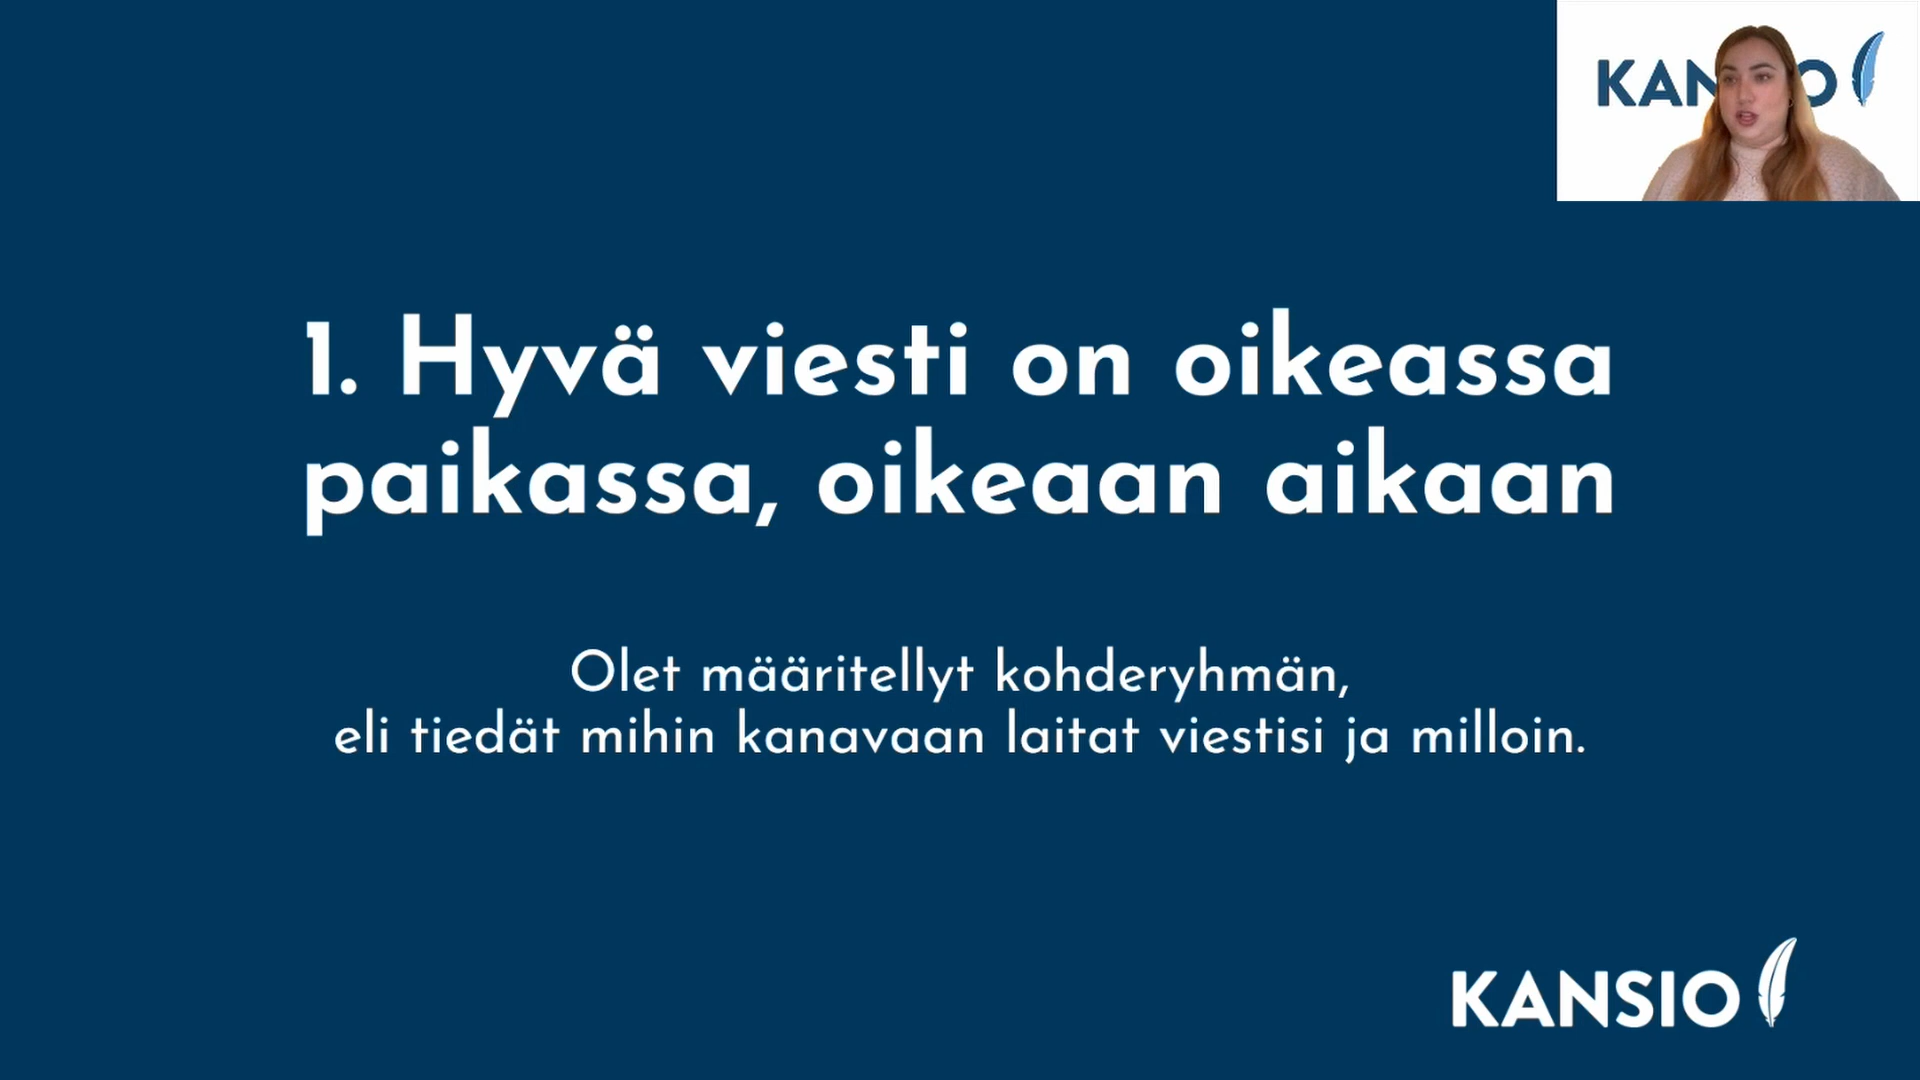 1. Hyvä viesti on oikeassa
paikassa, oikeaan aikaan
Olet määritellyt kohderyhmän,
eli tiedät mihin kanavaan laitat viestisi ja milloin.
KANSIO